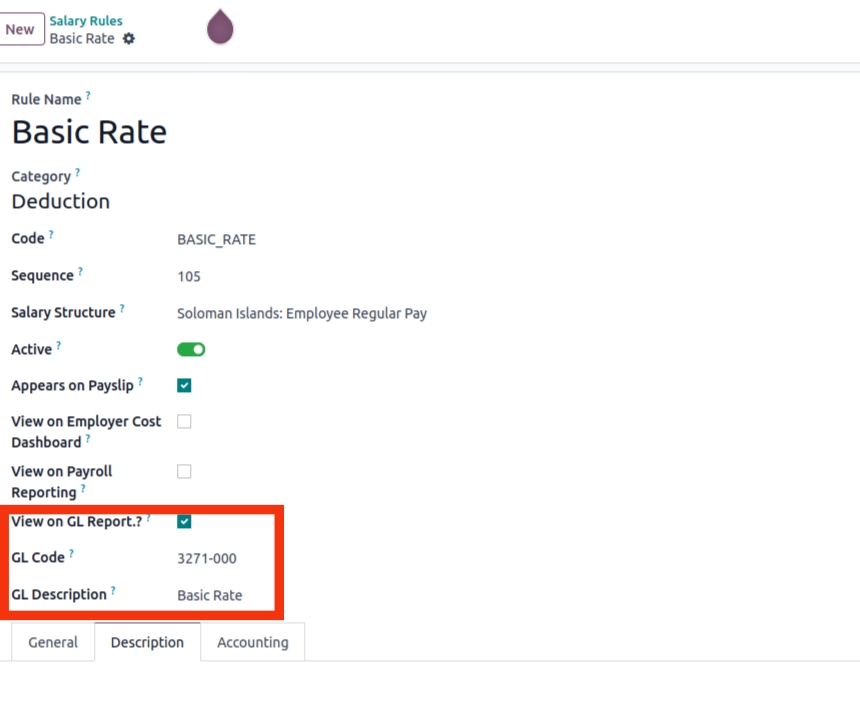 New
Salary Rules
Basic Rate
Rule Name ?
Basic Rate
Category ?
Deduction
Code ? BASIC_RATE
Sequence ? 105
Salary Structure ? Soloman Islands: Employee Regular Pay
Active ?
Appears on Payslip ?
View on Employer Cost
Dashboard ?
View on Payroll
Reporting ?
View on GL Report.? ?
GL Code ? 3271-000
GL Description ? Basic Rate
General Description Accounting